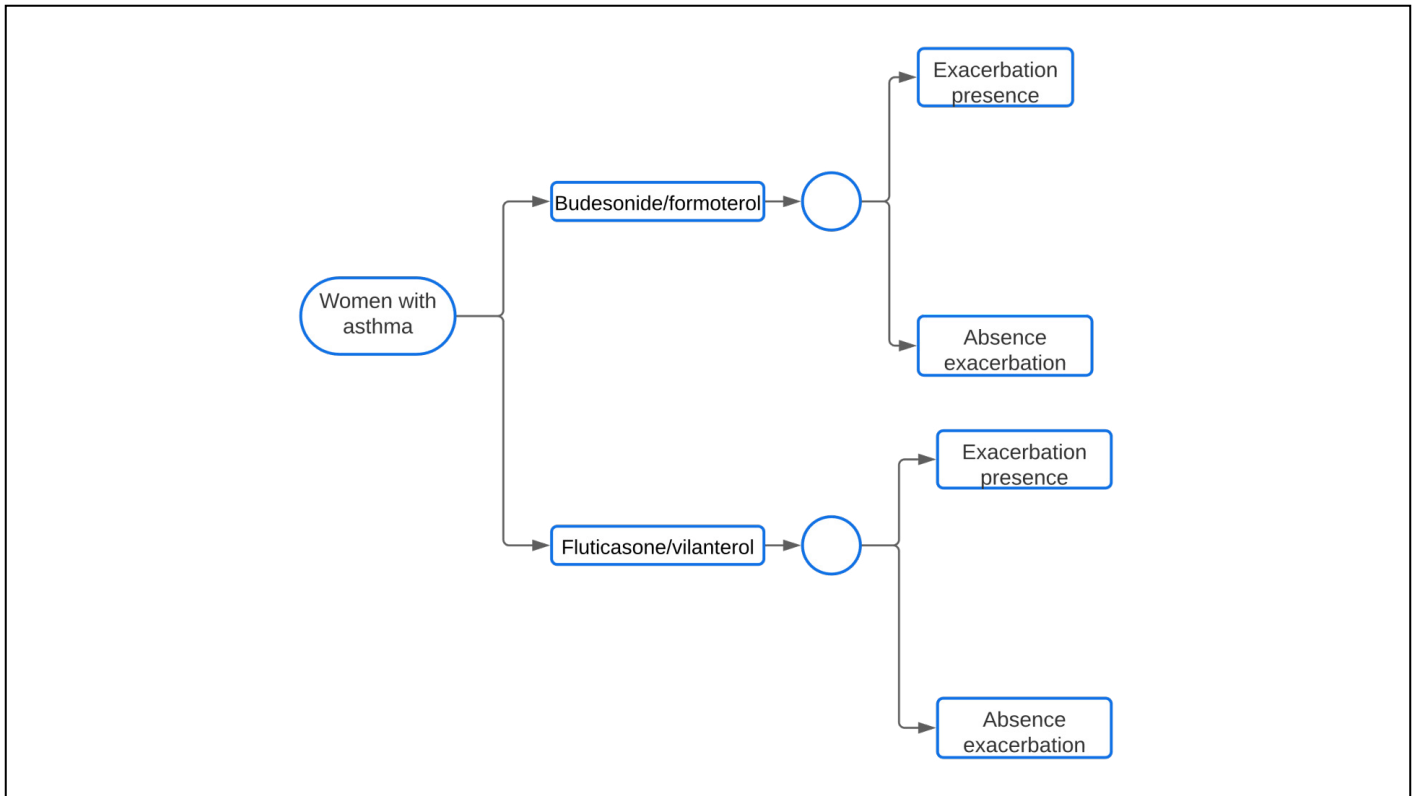 Exacerbation
presence
Budesonide/formoterol
Women with
asthma
Absence
exacerbation
Exacerbation
presence
Fluticasone/vilanterol
Absence
exacerbation